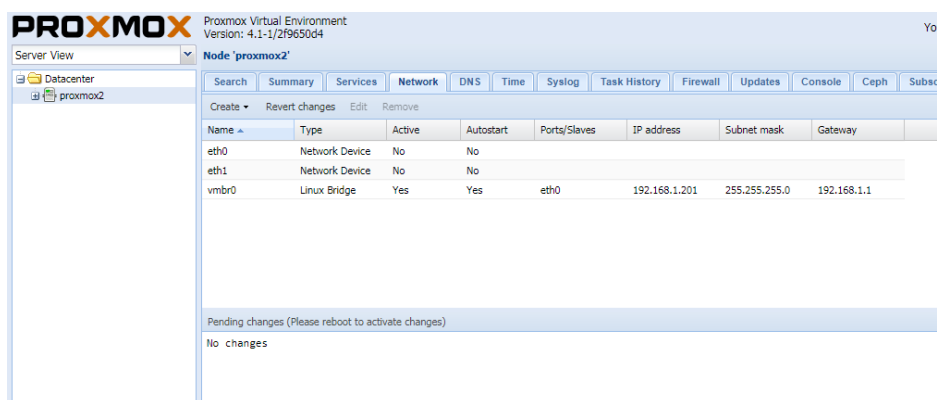 PROXMOX
Proxmox Virtual Environment
Version: 4.1-1/2f9650d4
Yo
Server View
Node 'proxmox2'
Datacenter
proxmox2
Search Summary Services Network DNS Time Syslog Task History Firewall Updates Console Ceph Subsc
Create Revert changes Edit Remove
Name Type Active Autostart Ports/Slaves IP address Subnet mask Gateway
eth0 Network Device No No
eth1 Network Device No No
vmbr0 Linux Bridge Yes Yes eth0 192.168.1.201 255.255.255.0 192.168.1.1
Pending changes (Please reboot to activate changes)
No changes